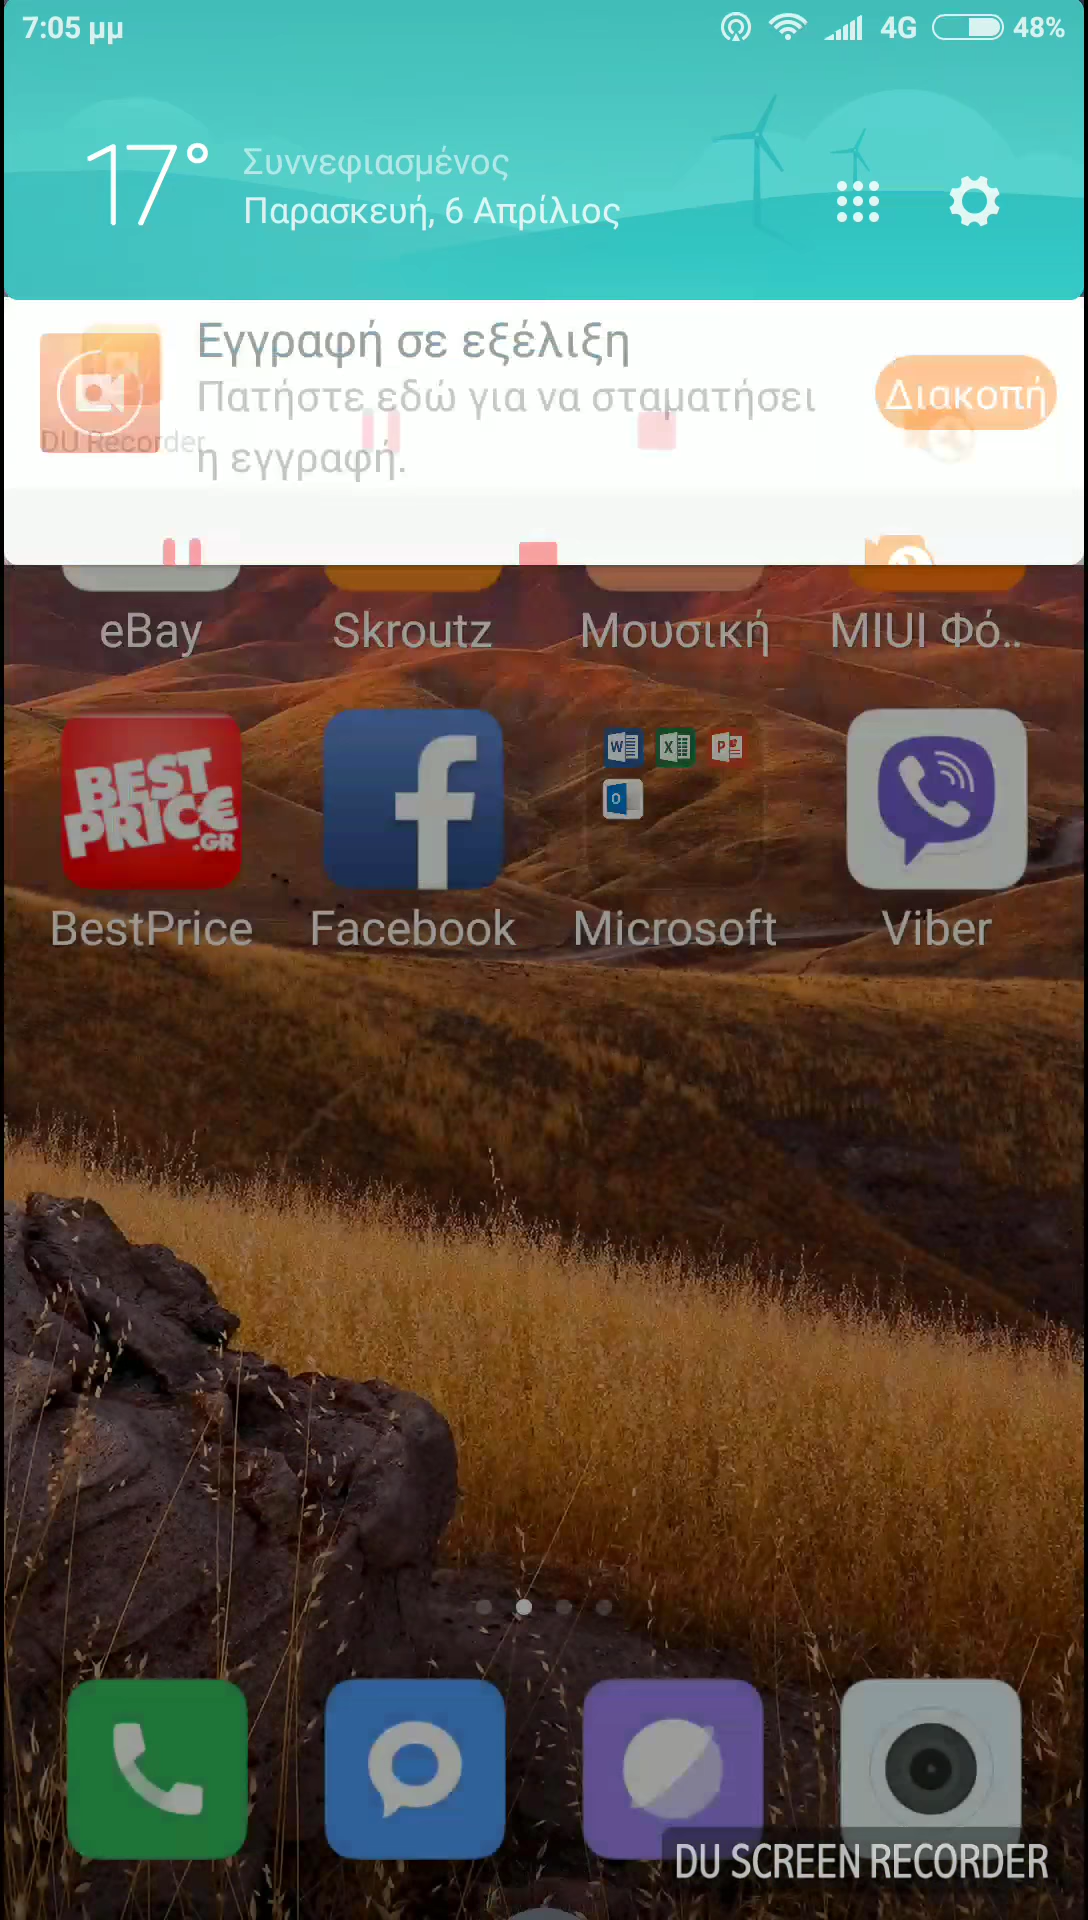 7:05 μμ
4G 48%
17°
Συννεφιασμένος
Παρασκευή, 6 Απρίλιος
Εγγραφή σε εξέλιξη
Πατήστε εδώ για να σταματήσει
η εγγραφή.
Διακοπή
DU Recorder
eBay Skroutz Μουσική MIUI Φό..
BEST
PRICE
.GR
BestPrice Facebook Microsoft Viber
DU SCREEN RECORDER